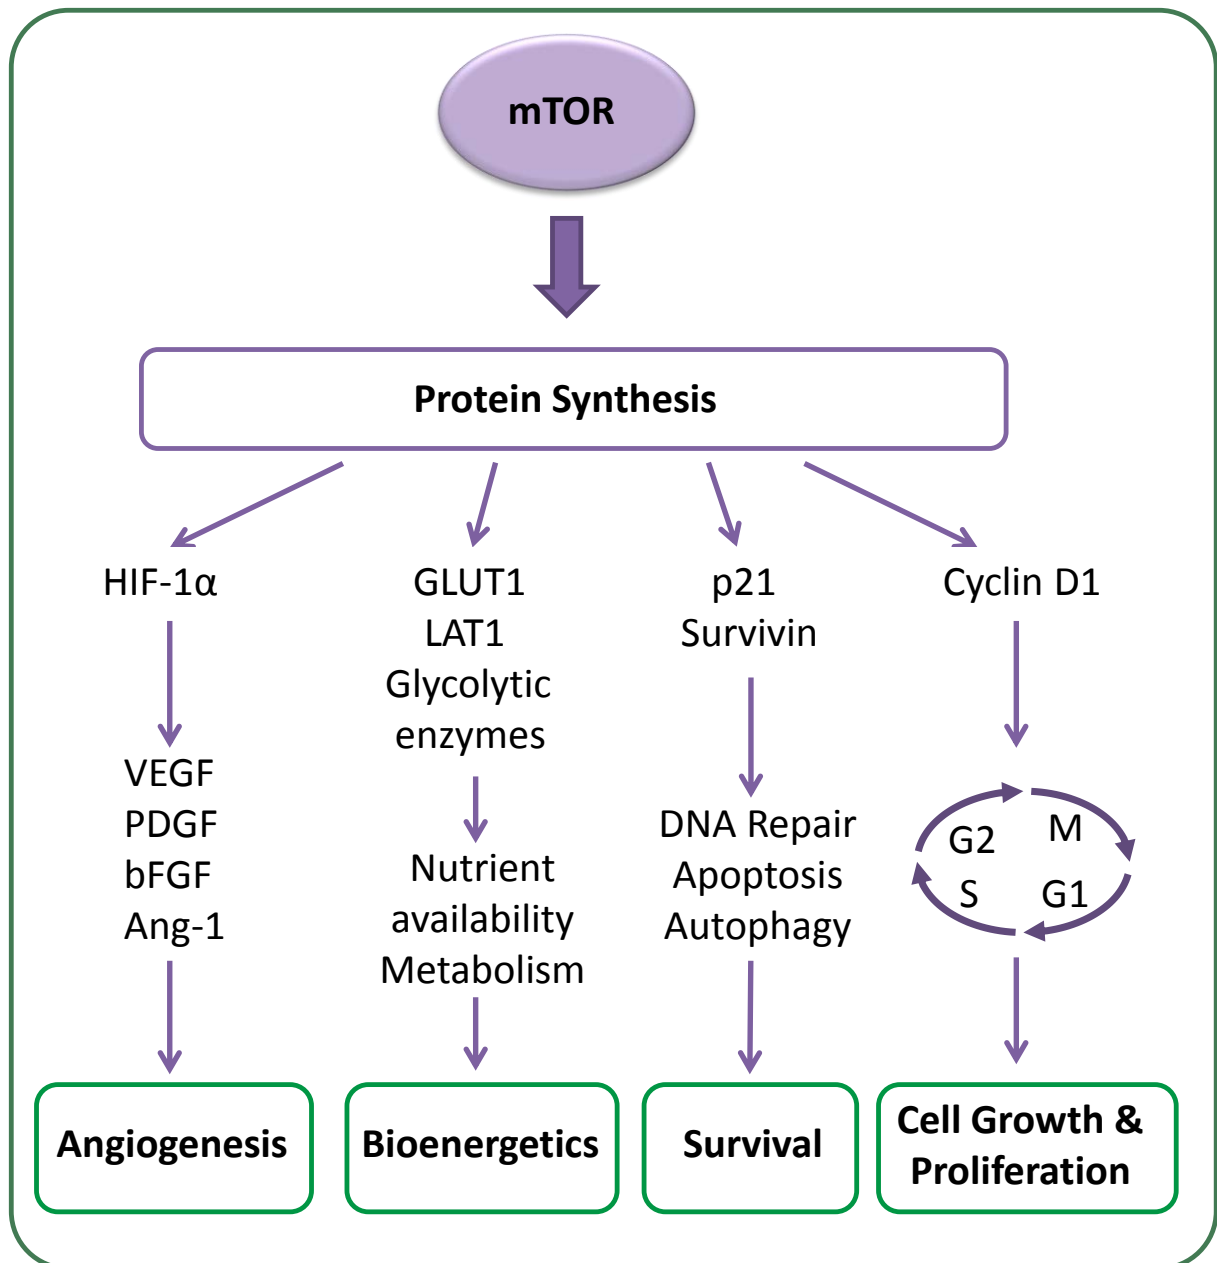 mTOR
Protein Synthesis
HIF-1α
VEGF
PDGF
bFGF
Ang-1
Angiogenesis
GLUT1
LAT1
Glycolytic
enzymes
Nutrient
availability
Metabolism
Bioenergetics
p21
Survivin
DNA Repair
Apoptosis
Autophagy
Survival
Cyclin D1
G2
M
S
G1
Cell Growth &
Proliferation